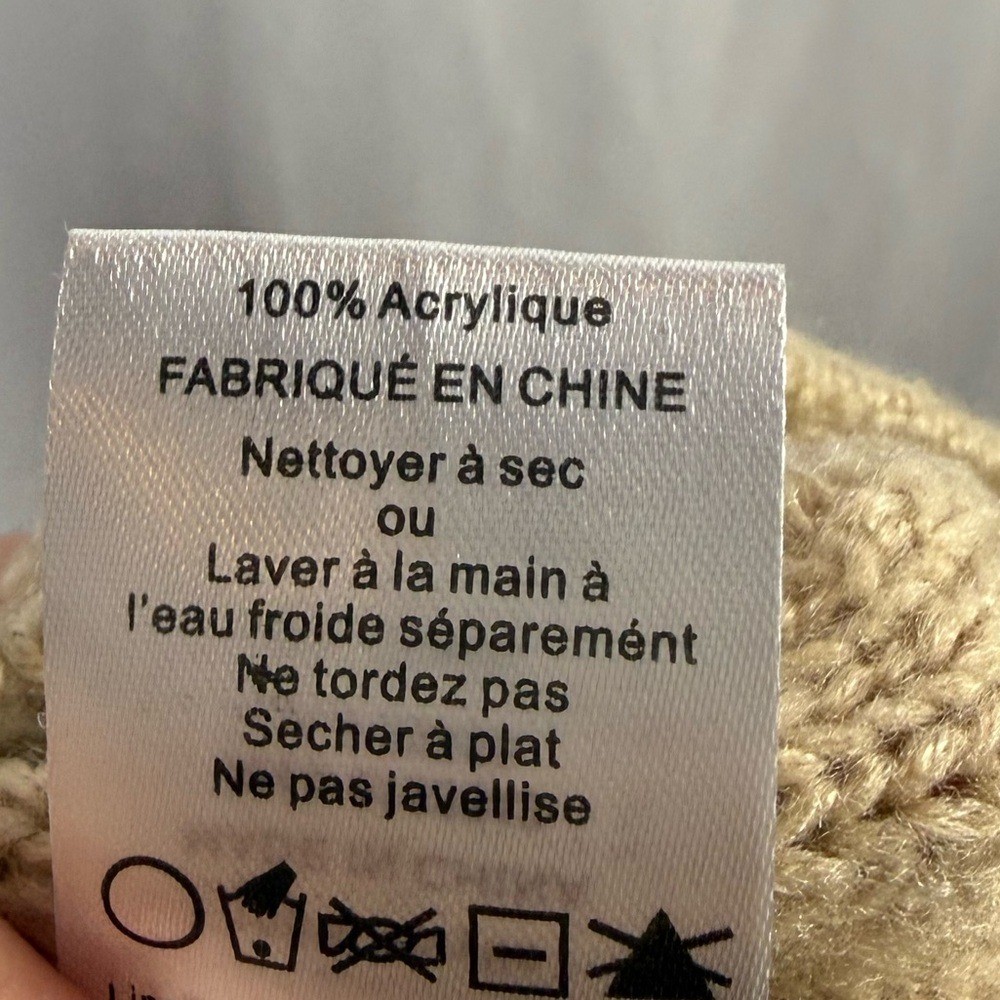 100% Acrylique
FABRIQUÉ EN CHINE
Nettoyer à sec
ou
Laver à la main à
l'eau froide séparemént
Ne tordez pas
Secher à plat
Ne pas javellise